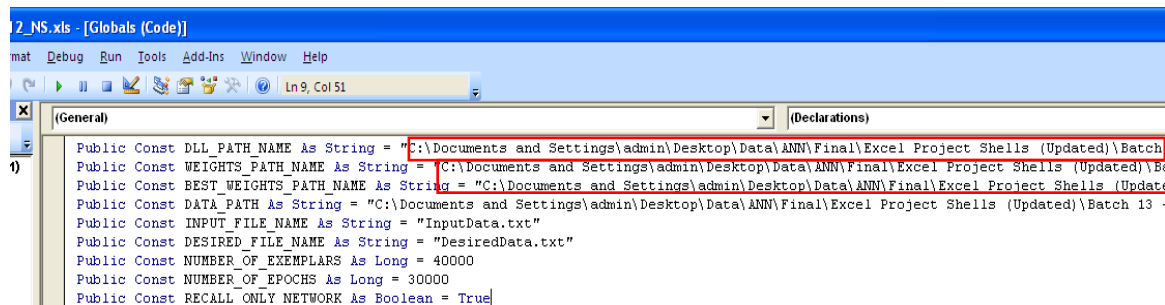 12_NS.xls - [Globals (Code)]
mat Debug Run Tools Add-Ins Window Help
Ln 9, Col 51
(General) (Declarations)
1)
Public Const DLL_PATH_NAME As String = "C:\Documents and Settings\admin\Desktop\Data\ANN\Final\Excel Project Shells (Updated)\Batch
Public Const WEIGHTS_PATH_NAME As String = "C:\Documents and Settings\admin\Desktop\Data\ANN\Final\Excel Project Shells (Updated)\Ba
Public Const BEST_WEIGHTS_PATH_NAME As String = "C:\Documents and Settings\admin\Desktop\Data\ANN\Final\Excel Project Shells (Update
Public Const DATA_PATH As String = "C:\Documents and Settings\admin\Desktop\Data\ANN\Final\Excel Project Shells (Updated)\Batch 13 -
Public Const INPUT_FILE_NAME As String = "InputData.txt"
Public Const DESIRED_FILE_NAME As String = "DesiredData.txt"
Public Const NUMBER_OF_EXEMPLARS As Long = 40000
Public Const NUMBER_OF_EPOCHS As Long = 30000
Public Const RECALL_ONLY_NETWORK As Boolean = True